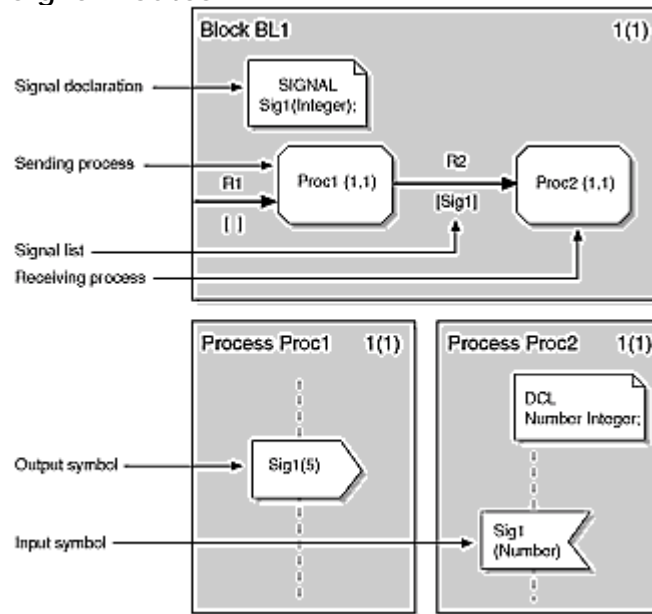 Block BL1 1(1)
Signal declaration
SIGNAL
Sig1(Integer);
Sending process
R1
Proc1 (1,1)
R2
Proc2 (1,1)
[ ]
[Sig1]
Signal list
Receiving process
Process Proc1 1(1)
Process Proc2 1(1)
DCL
Number Integer;
Output symbol
Sig1(5)
Input symbol
Sig1
(Number)